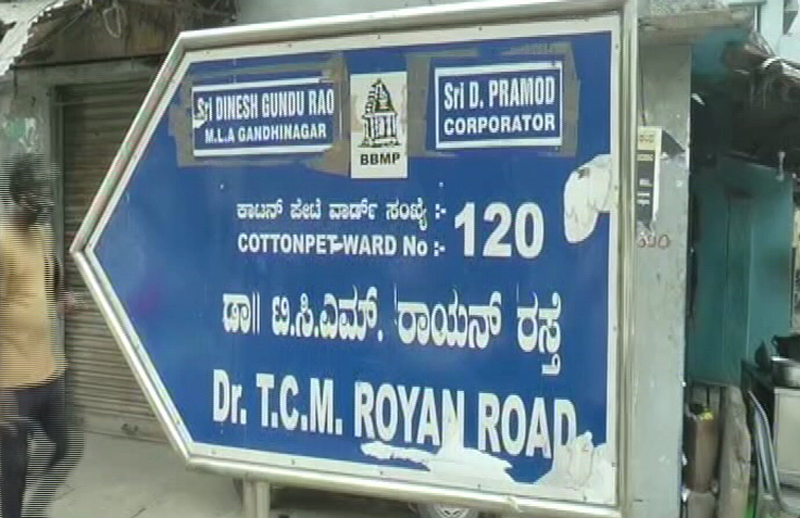 Sri DINESH GUNDU RAO
M.L.A GANDHINAGAR
BBMP
Sri D. PRAMOD
CORPORATOR
ಕಾಟನ್ ಪೇಟೆ ವಾರ್ಡ್ ಸಂಖ್ಯೆ :-
COTTONPET-WARD No :- 120
ಡಾ॥ ಟಿ.ಸಿ.ಎಮ್. ರಾಯನ್ ರಸ್ತೆ
Dr. T.C.M. ROYAN ROAD